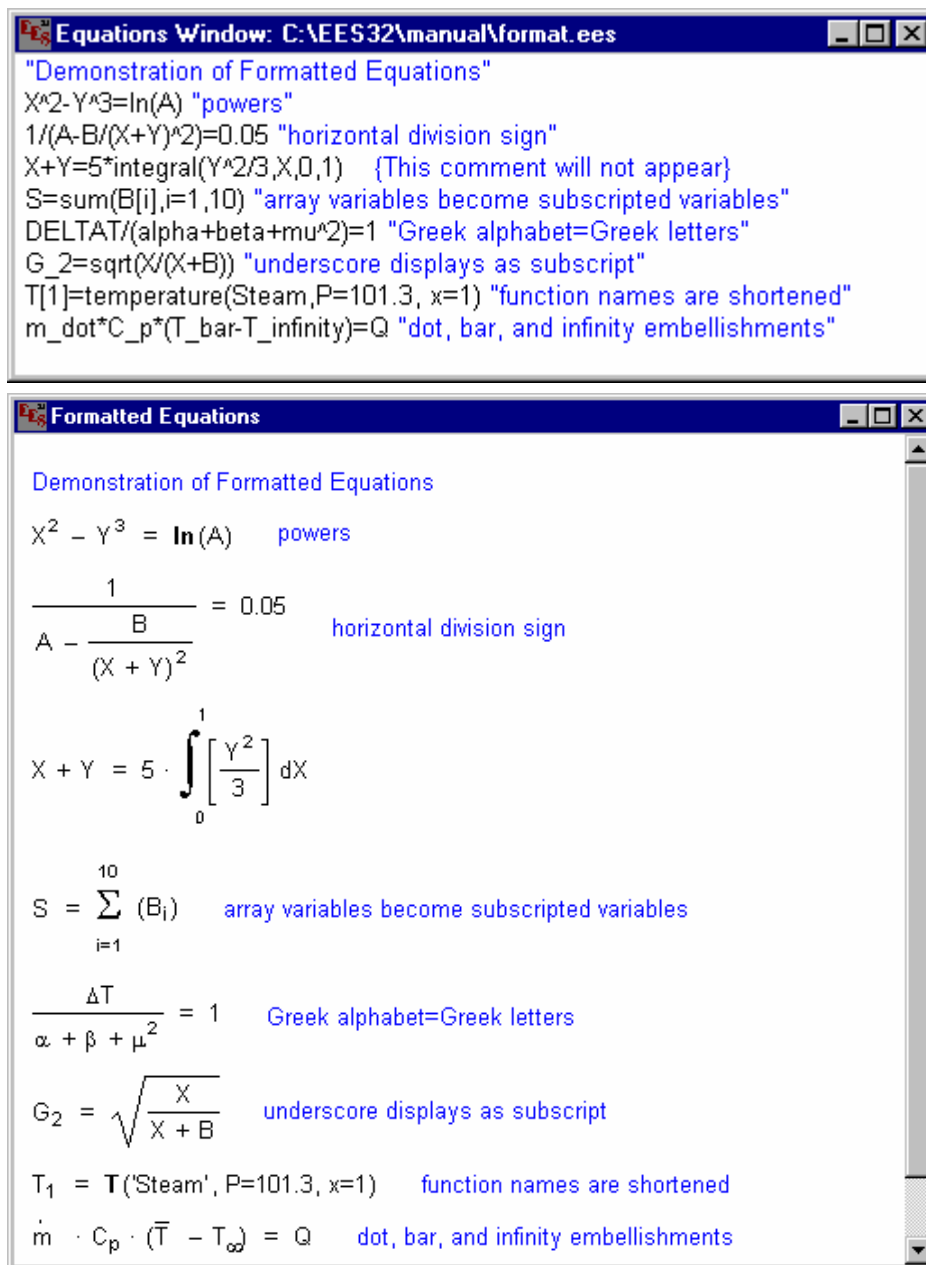 EES Equations Window: C:\EES32\manual\format.ees
"Demonstration of Formatted Equations"
X^2-Y^3=ln(A) "powers"
1/(A-B/(X+Y)^2)=0.05 "horizontal division sign"
X+Y=5*integral(Y^2/3,X,0,1) {This comment will not appear}
S=sum(B[i],i=1,10) "array variables become subscripted variables"
DELTAT/(alpha+beta+mu^2)=1 "Greek alphabet=Greek letters"
G_2=sqrt(X/(X+B)) "underscore displays as subscript"
T[1]=temperature(Steam,P=101.3, x=1) "function names are shortened"
m_dot*C_p*(T_bar-T_infinity)=Q "dot, bar, and infinity embellishments"
EES Formatted Equations
Demonstration of Formatted Equations
X² – Y³ = ln(A) powers
1
A – B = 0.05
(X + Y)² horizontal division sign
1
X + Y = 5 · ∫ [Y²/3] dX
0
10
S = Σ (Bᵢ) array variables become subscripted variables
i=1
ΔT
α + β + μ² = 1 Greek alphabet=Greek letters
G₂ = √(X / X + B) underscore displays as subscript
T₁ = T('Steam', P=101.3, x=1) function names are shortened
ṁ · Cₚ · (T̅ – T∞) = Q dot, bar, and infinity embellishments